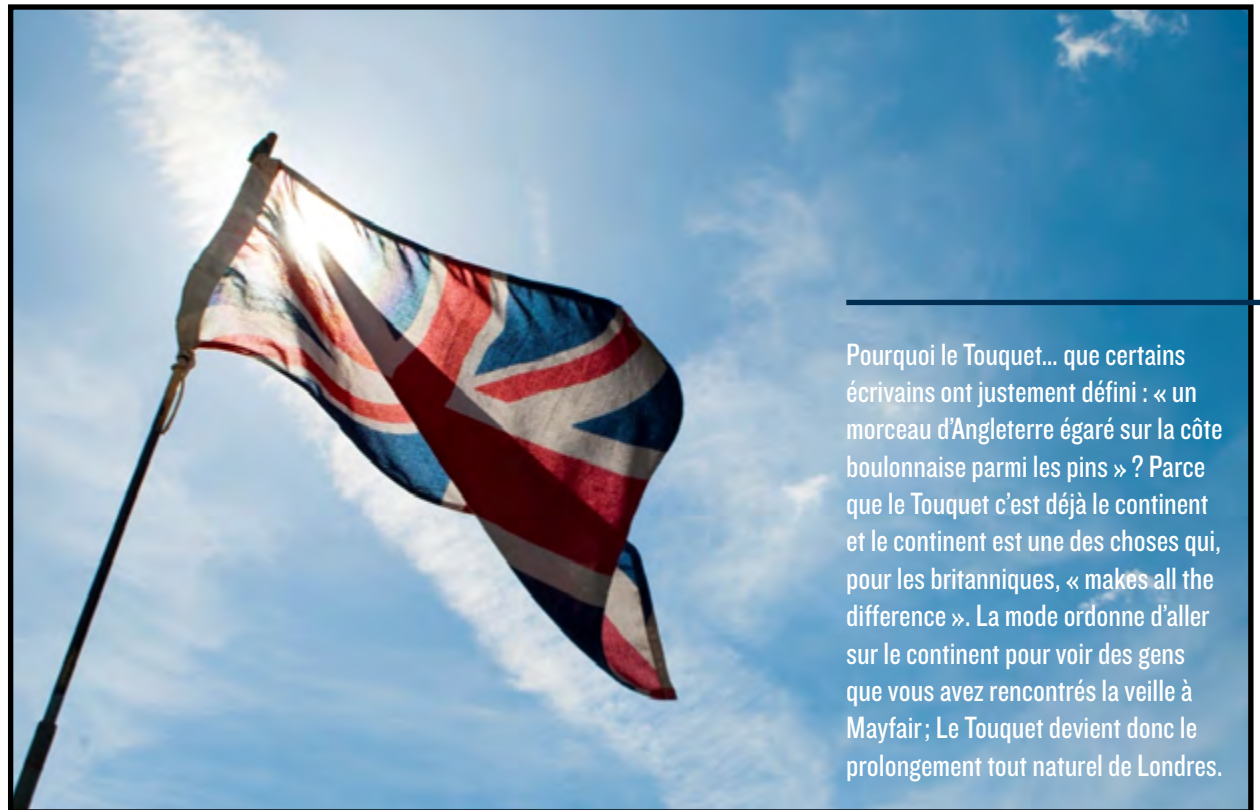 Pourquoi le Touquet... que certains
écrivains ont justement défini : « un
morceau d'Angleterre égaré sur la côte
boulonnaise parmi les pins » ? Parce
que le Touquet c'est déjà le continent
et le continent est une des choses qui,
pour les britanniques, « makes all the
difference ». La mode ordonne d'aller
sur le continent pour voir des gens
que vous avez rencontrés la veille à
Mayfair ; Le Touquet devient donc le
prolongement tout naturel de Londres.